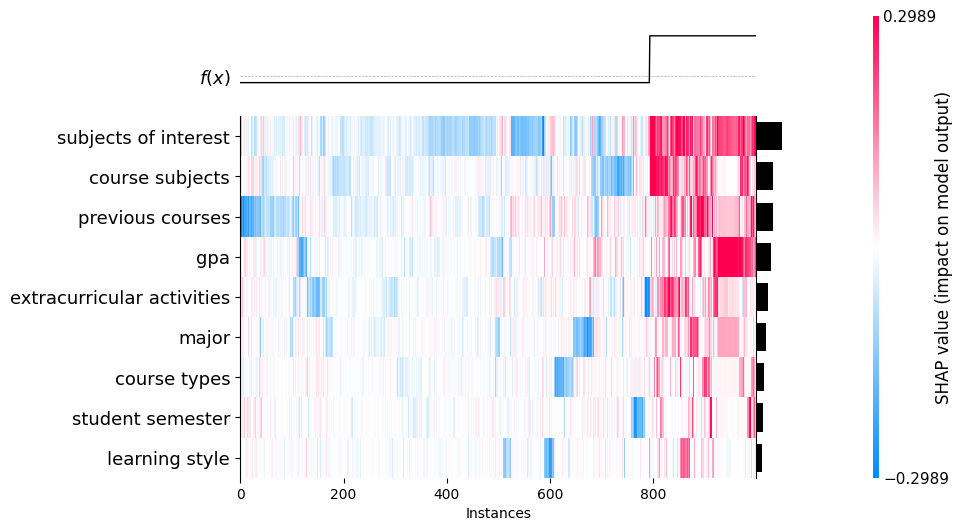 0.2989
f(x)
subjects of interest
course subjects
previous courses
gpa
extracurricular activities
major
course types
student semester
learning style
0 200 400 600 800
Instances
SHAP value (impact on model output)
−0.2989